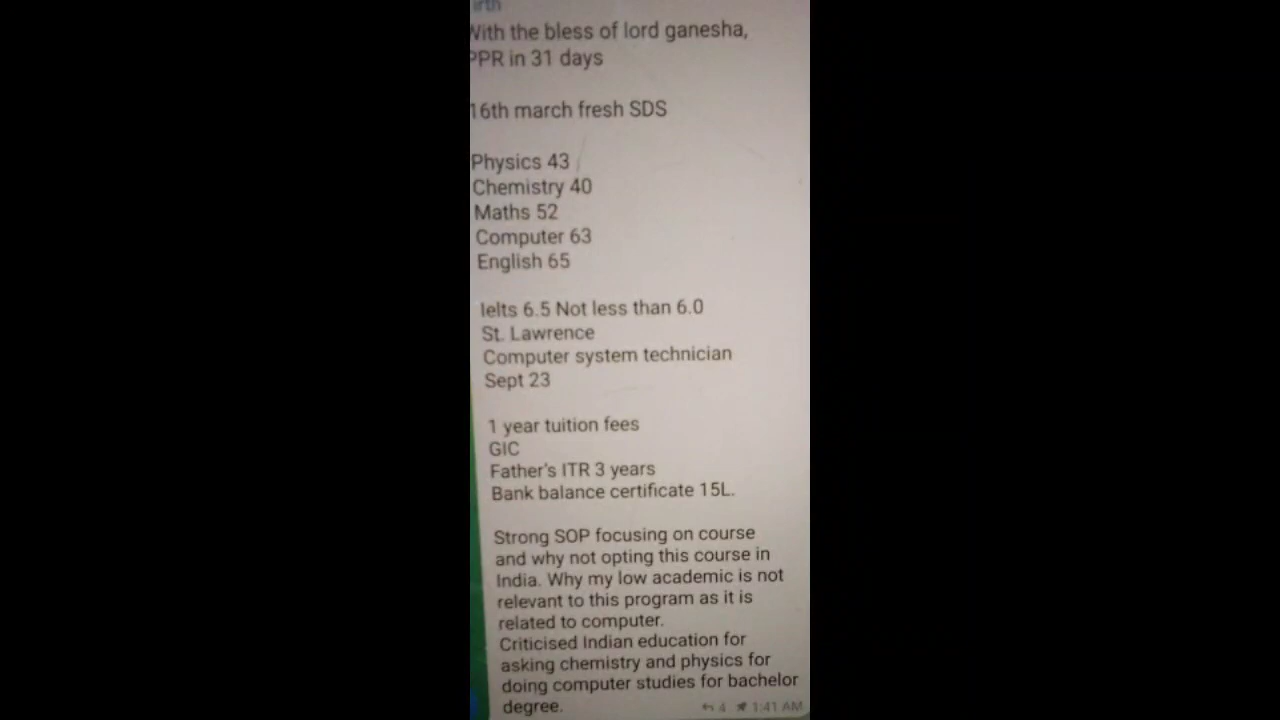 irth
With the bless of lord ganesha,
PPR in 31 days
16th march fresh SDS
Physics 43
Chemistry 40
Maths 52
Computer 63
English 65
Ielts 6.5 Not less than 6.0
St. Lawrence
Computer system technician
Sept 23
1 year tuition fees
GIC
Father's ITR 3 years
Bank balance certificate 15L.
Strong SOP focusing on course
and why not opting this course in
India. Why my low academic is not
relevant to this program as it is
related to computer.
Criticised Indian education for
asking chemistry and physics for
doing computer studies for bachelor
degree.
4 1:41 AM